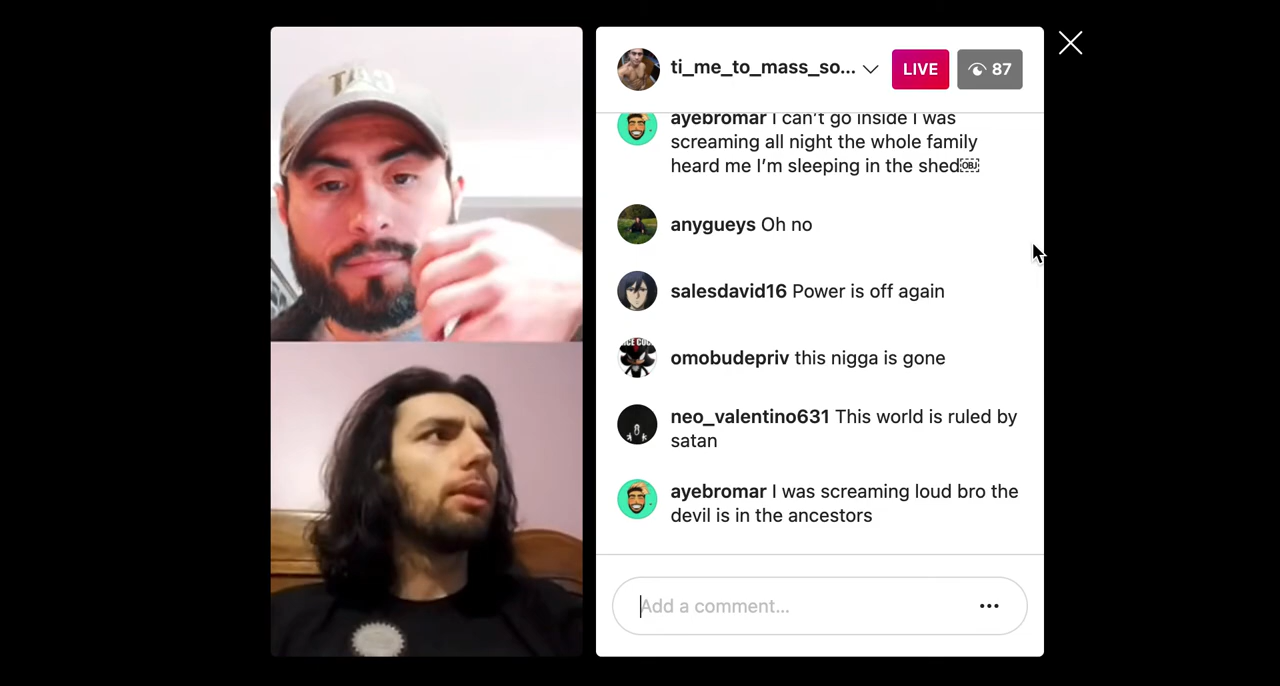 CAT
ti_me_to_mass_so...
LIVE
87
ayebromar I can't go inside I was
screaming all night the whole family
heard me I'm sleeping in the shed￼
anygueys Oh no
salesdavid16 Power is off again
omobudepriv this nigga is gone
neo_valentino631 This world is ruled by
satan
ayebromar I was screaming loud bro the
devil is in the ancestors
Add a comment...